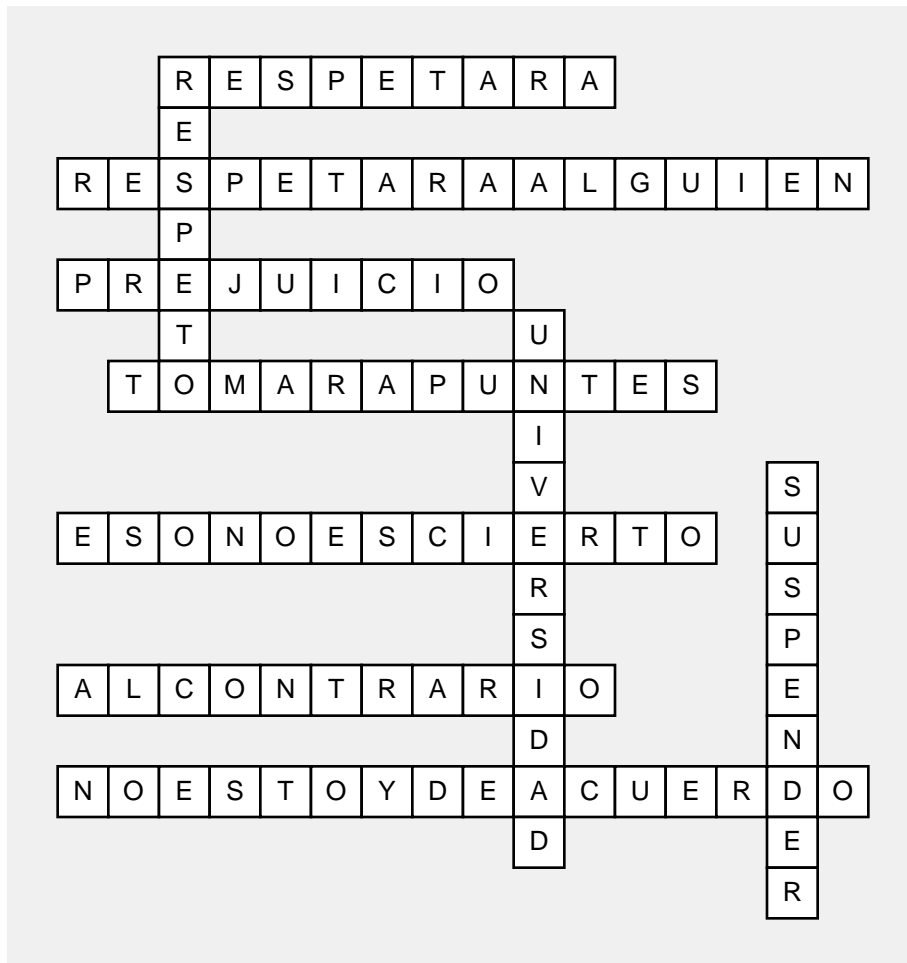 RESPETARA
E
RESPETARAALGUIEN
P
PREJUICIO
T U
TOMARAPUNTES
I
V S
ESONOESCIERTO U
R S
S P
ALCONTRARIO E
D N
NOESTOYDEACUERDO
D E
R